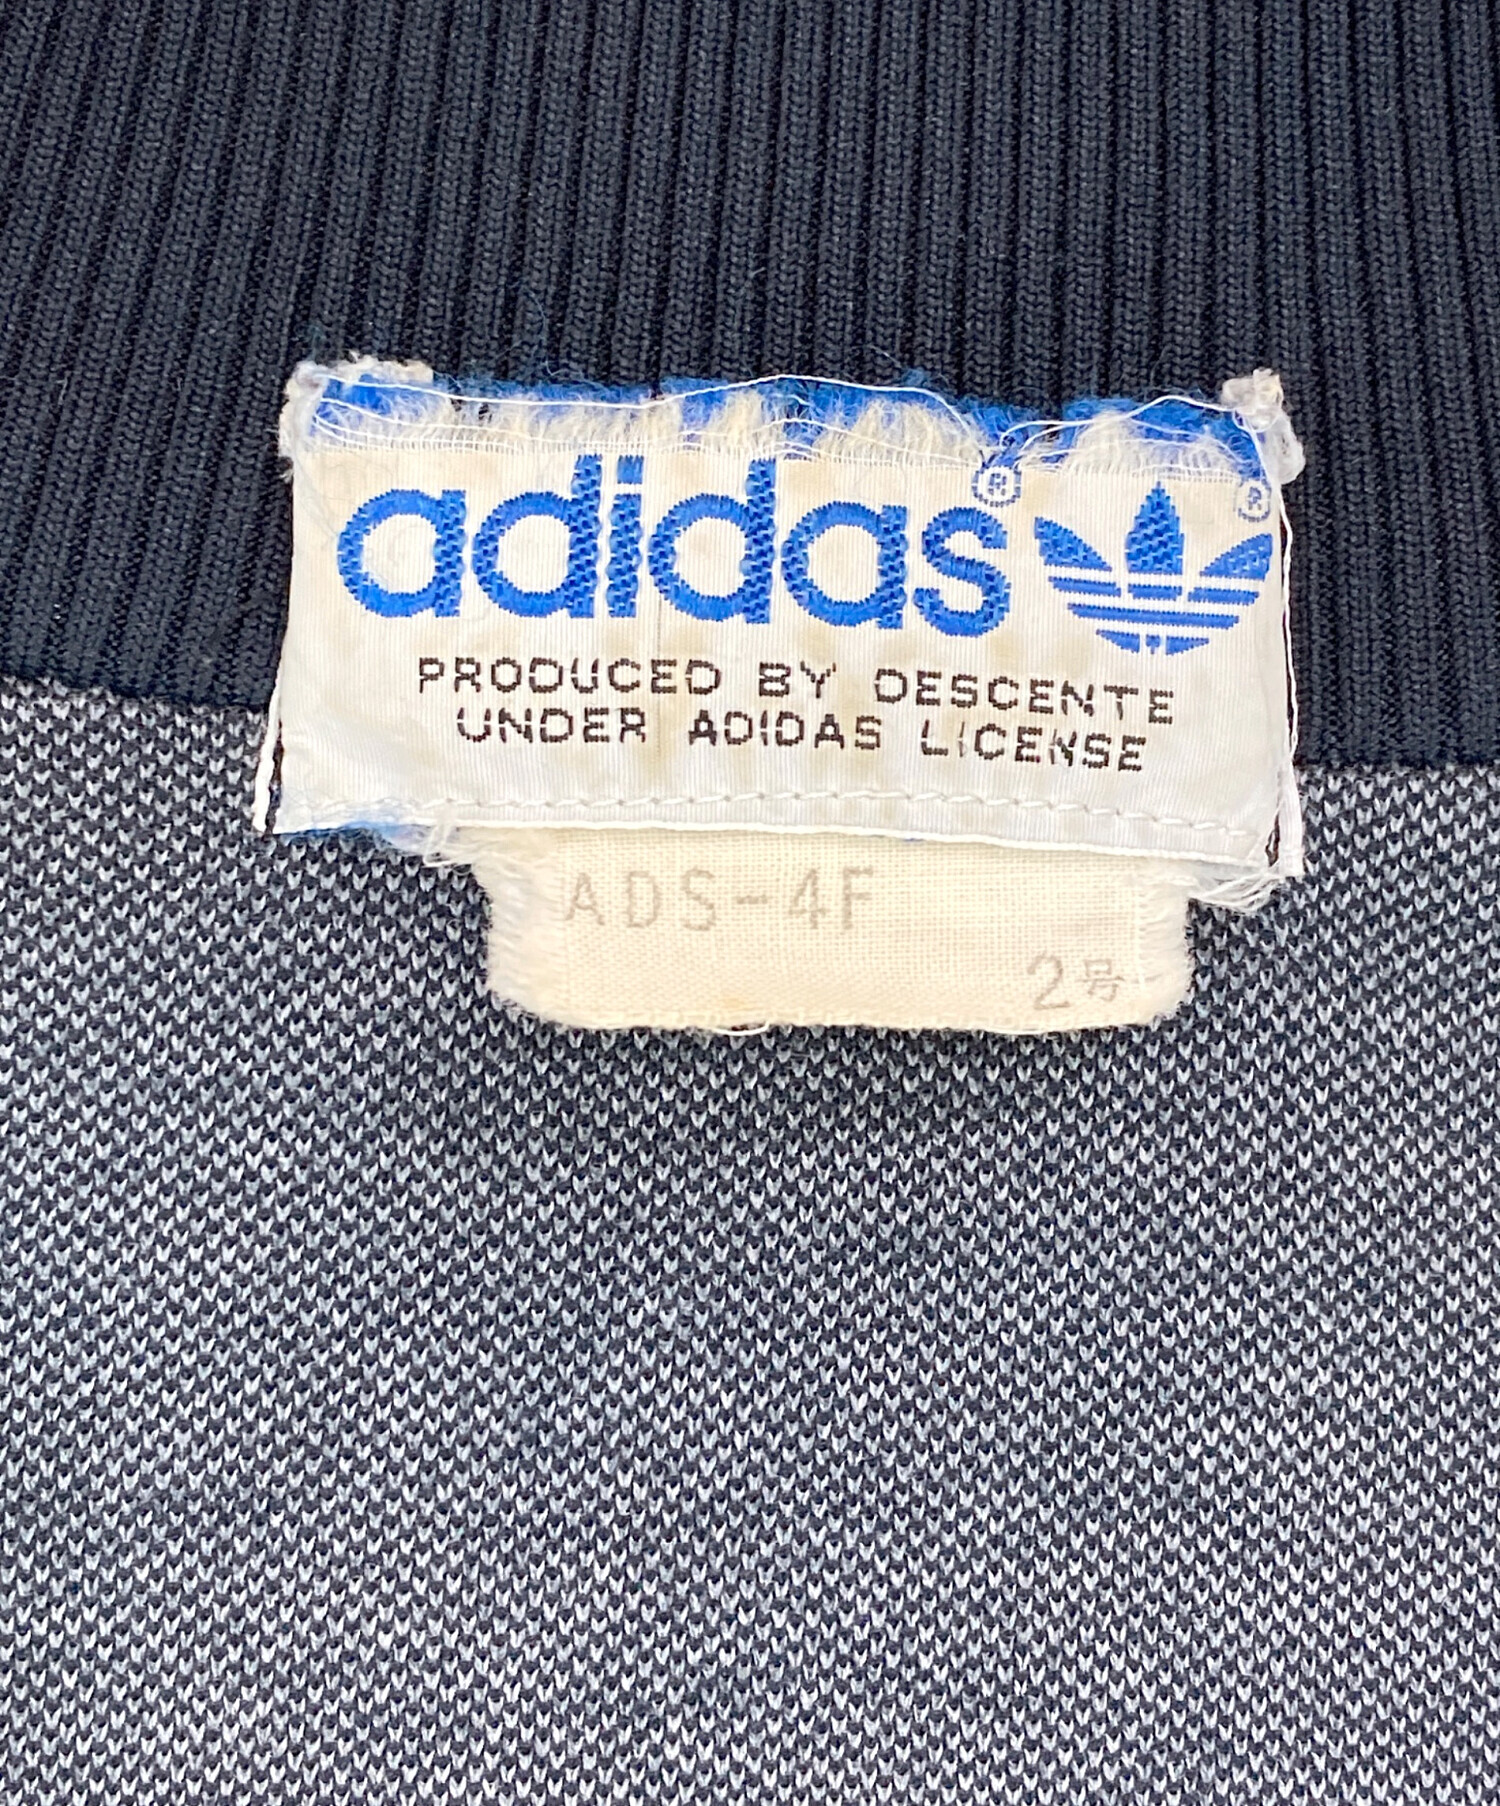 adidas® ®
PRODUCED BY DESCENTE
UNDER ADIDAS LICENSE
ADS-4F
2号